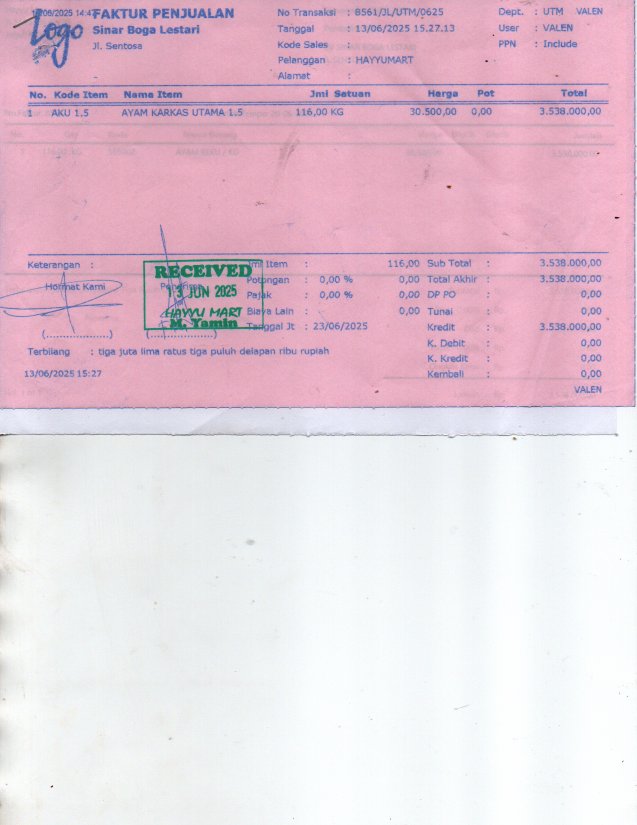 Logo
FAKTUR PENJUALAN
Sinar Boga Lestari
Jl. Sentosa
-
No Transaksi : 8561/JL/UTM/0625
Tanggal : 13/06/2025 15.27.13
Kode Sales :
Pelanggan : HAYYUMART
Alamat :
Dept. : UTM VALEN
User : VALEN
PPN : Include
No. Kode Item Nama Item Jml Satuan Harga Pot Total
1 AKU 1.5 AYAM KARKAS UTAMA 1.5 116,00 KG 30.500,00 0,00 3.538.000,00
Keterangan :
Hormat Kami
(....................)
(....................)
RECEIVED
13 JUN 2025
HAYYU MART
M. Yamin
Jml Item : 116,00
Potongan : 0,00 % 0,00
Pajak : 0,00 % 0,00
Biaya Lain : 0,00
Tanggal Jt : 23/06/2025
Sub Total : 3.538.000,00
Total Akhir : 3.538.000,00
DP PO : 0,00
Tunai : 0,00
Kredit : 3.538.000,00
K. Debit : 0,00
K. Kredit : 0,00
Kembali : 0,00
Terbilang : tiga juta lima ratus tiga puluh delapan ribu rupiah
13/06/2025 15:27
VALEN